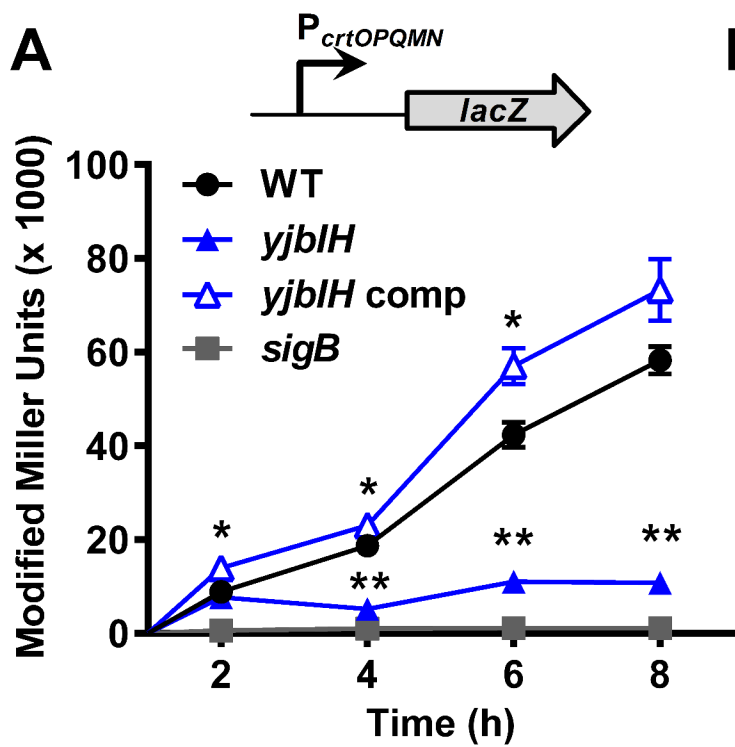 A
P crtOPQMN
lacZ
Modified Miller Units (x 1000)
100
80
60
40
20
0
WT
yjbIH
yjbIH comp
sigB
*
*
*
**
**
**
2
4
6
8
Time (h)